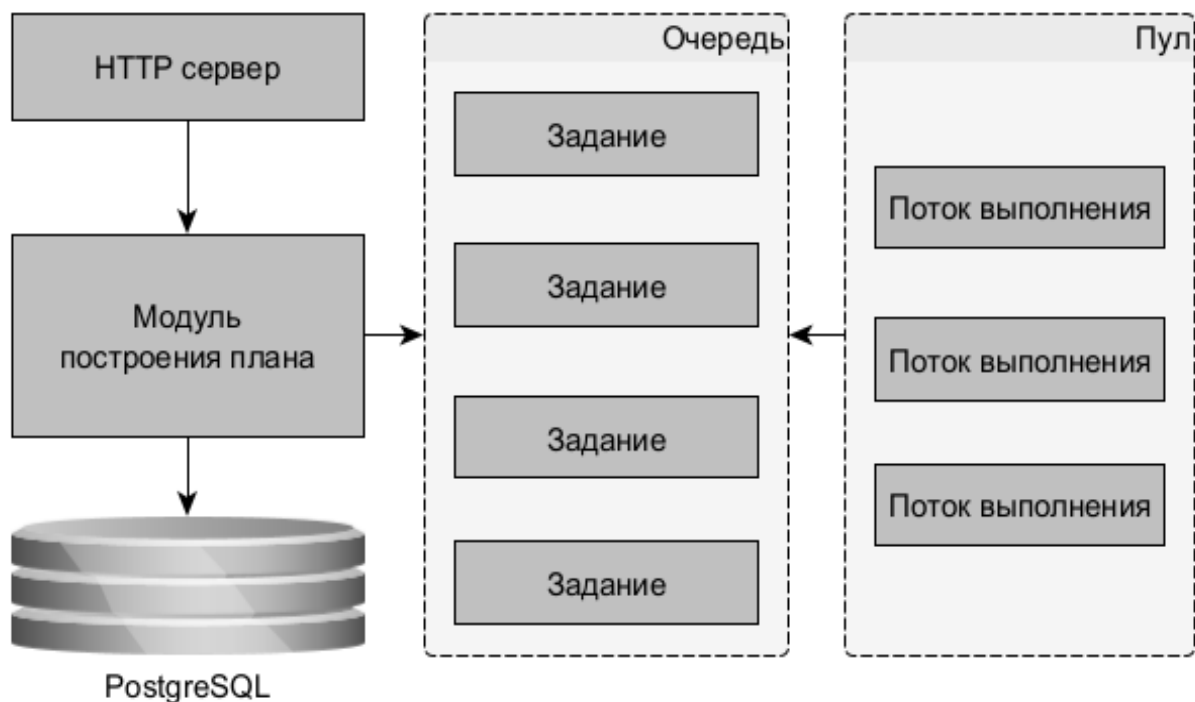 HTTP сервер
Модуль
построения плана
PostgreSQL
Очередь
Задание
Задание
Задание
Задание
Пул
Поток выполнения
Поток выполнения
Поток выполнения